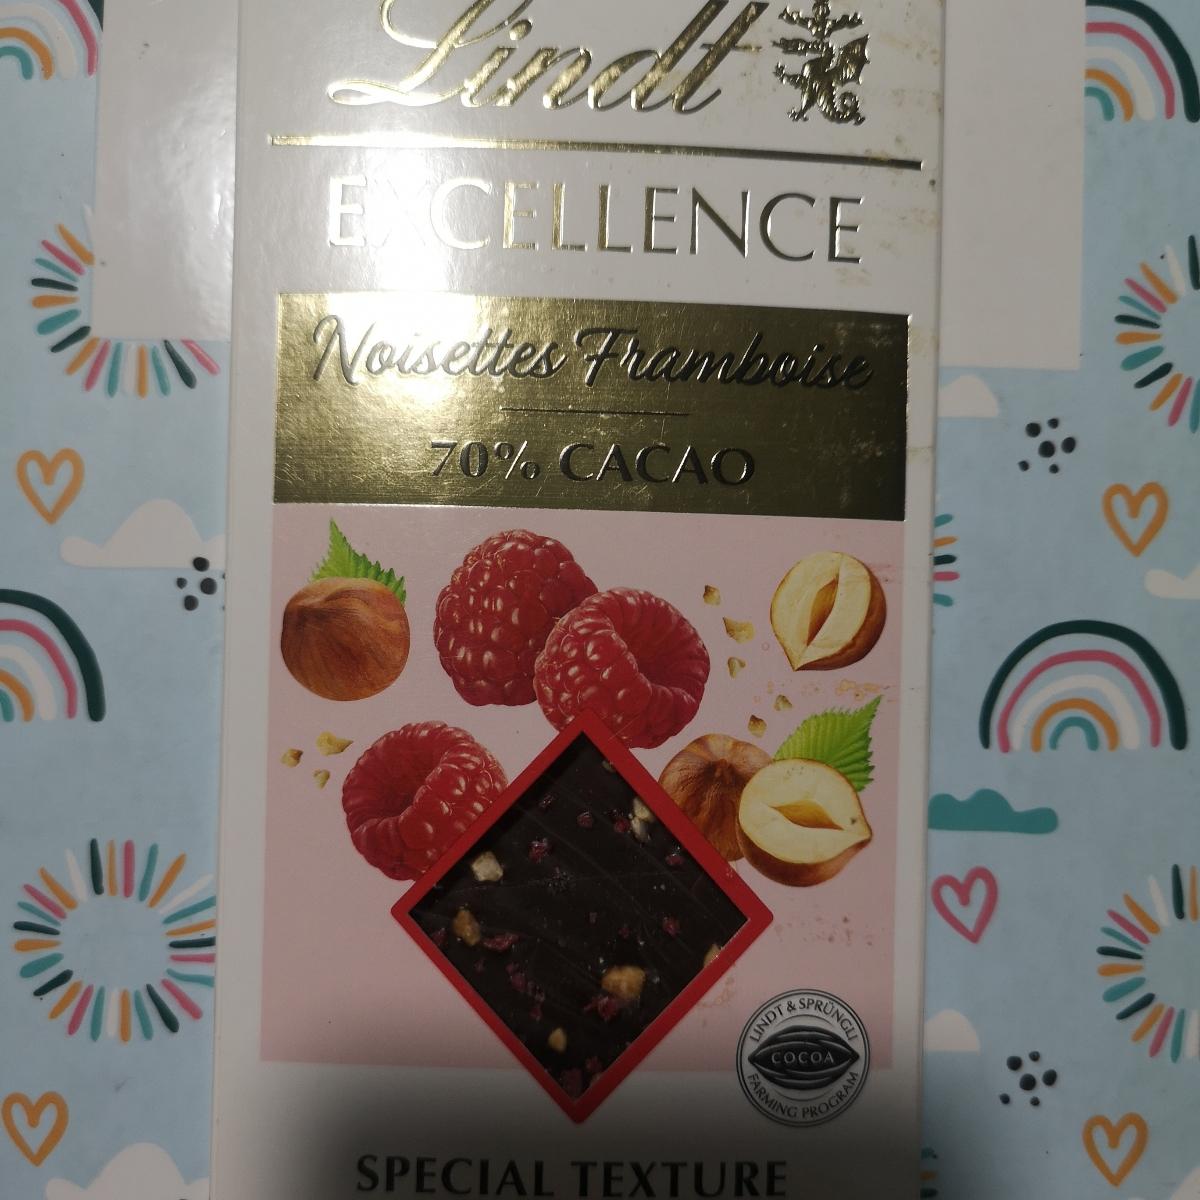 Lindt
EXCELLENCE
Noisettes Framboise
70% CACAO
LINDT & SPRÜNGLI
COCOA
FARMING PROGRAM
SPECIAL TEXTURE